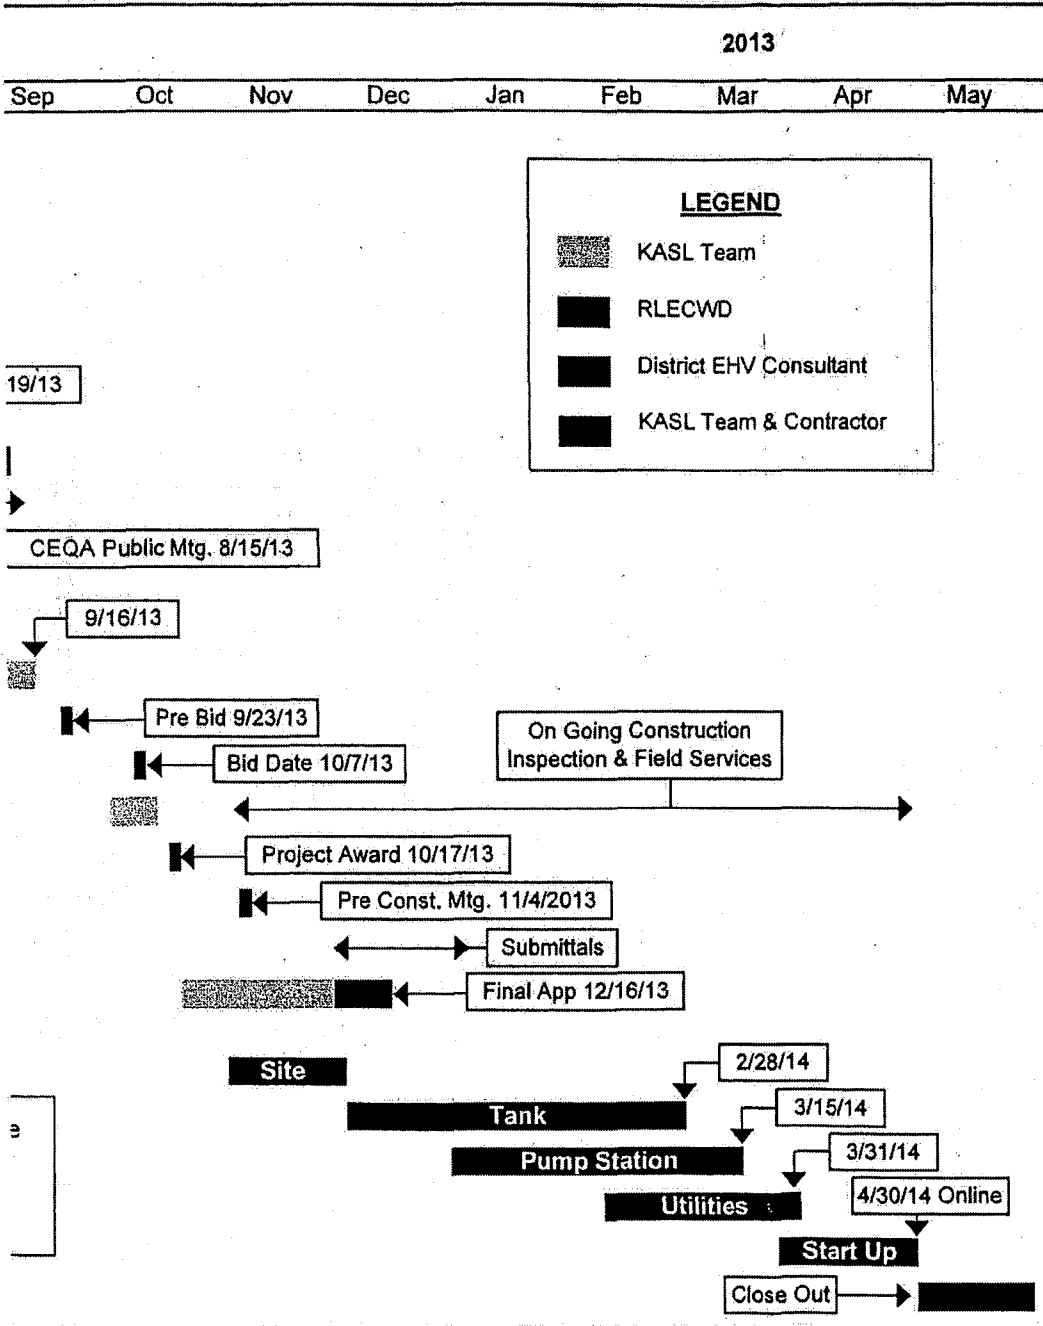 2013
Sep Oct Nov Dec Jan Feb Mar Apr May
LEGEND
KASL Team
RLECWD
District EHV Consultant
KASL Team & Contractor
19/13
CEQA Public Mtg. 8/15/13
9/16/13
Pre Bid 9/23/13
On Going Construction
Inspection & Field Services
Bid Date 10/7/13
Project Award 10/17/13
Pre Const. Mtg. 11/4/2013
Submittals
Final App 12/16/13
Site
2/28/14
Tank
3/15/14
e
Pump Station
3/31/14
Utilities
4/30/14 Online
Start Up
Close Out